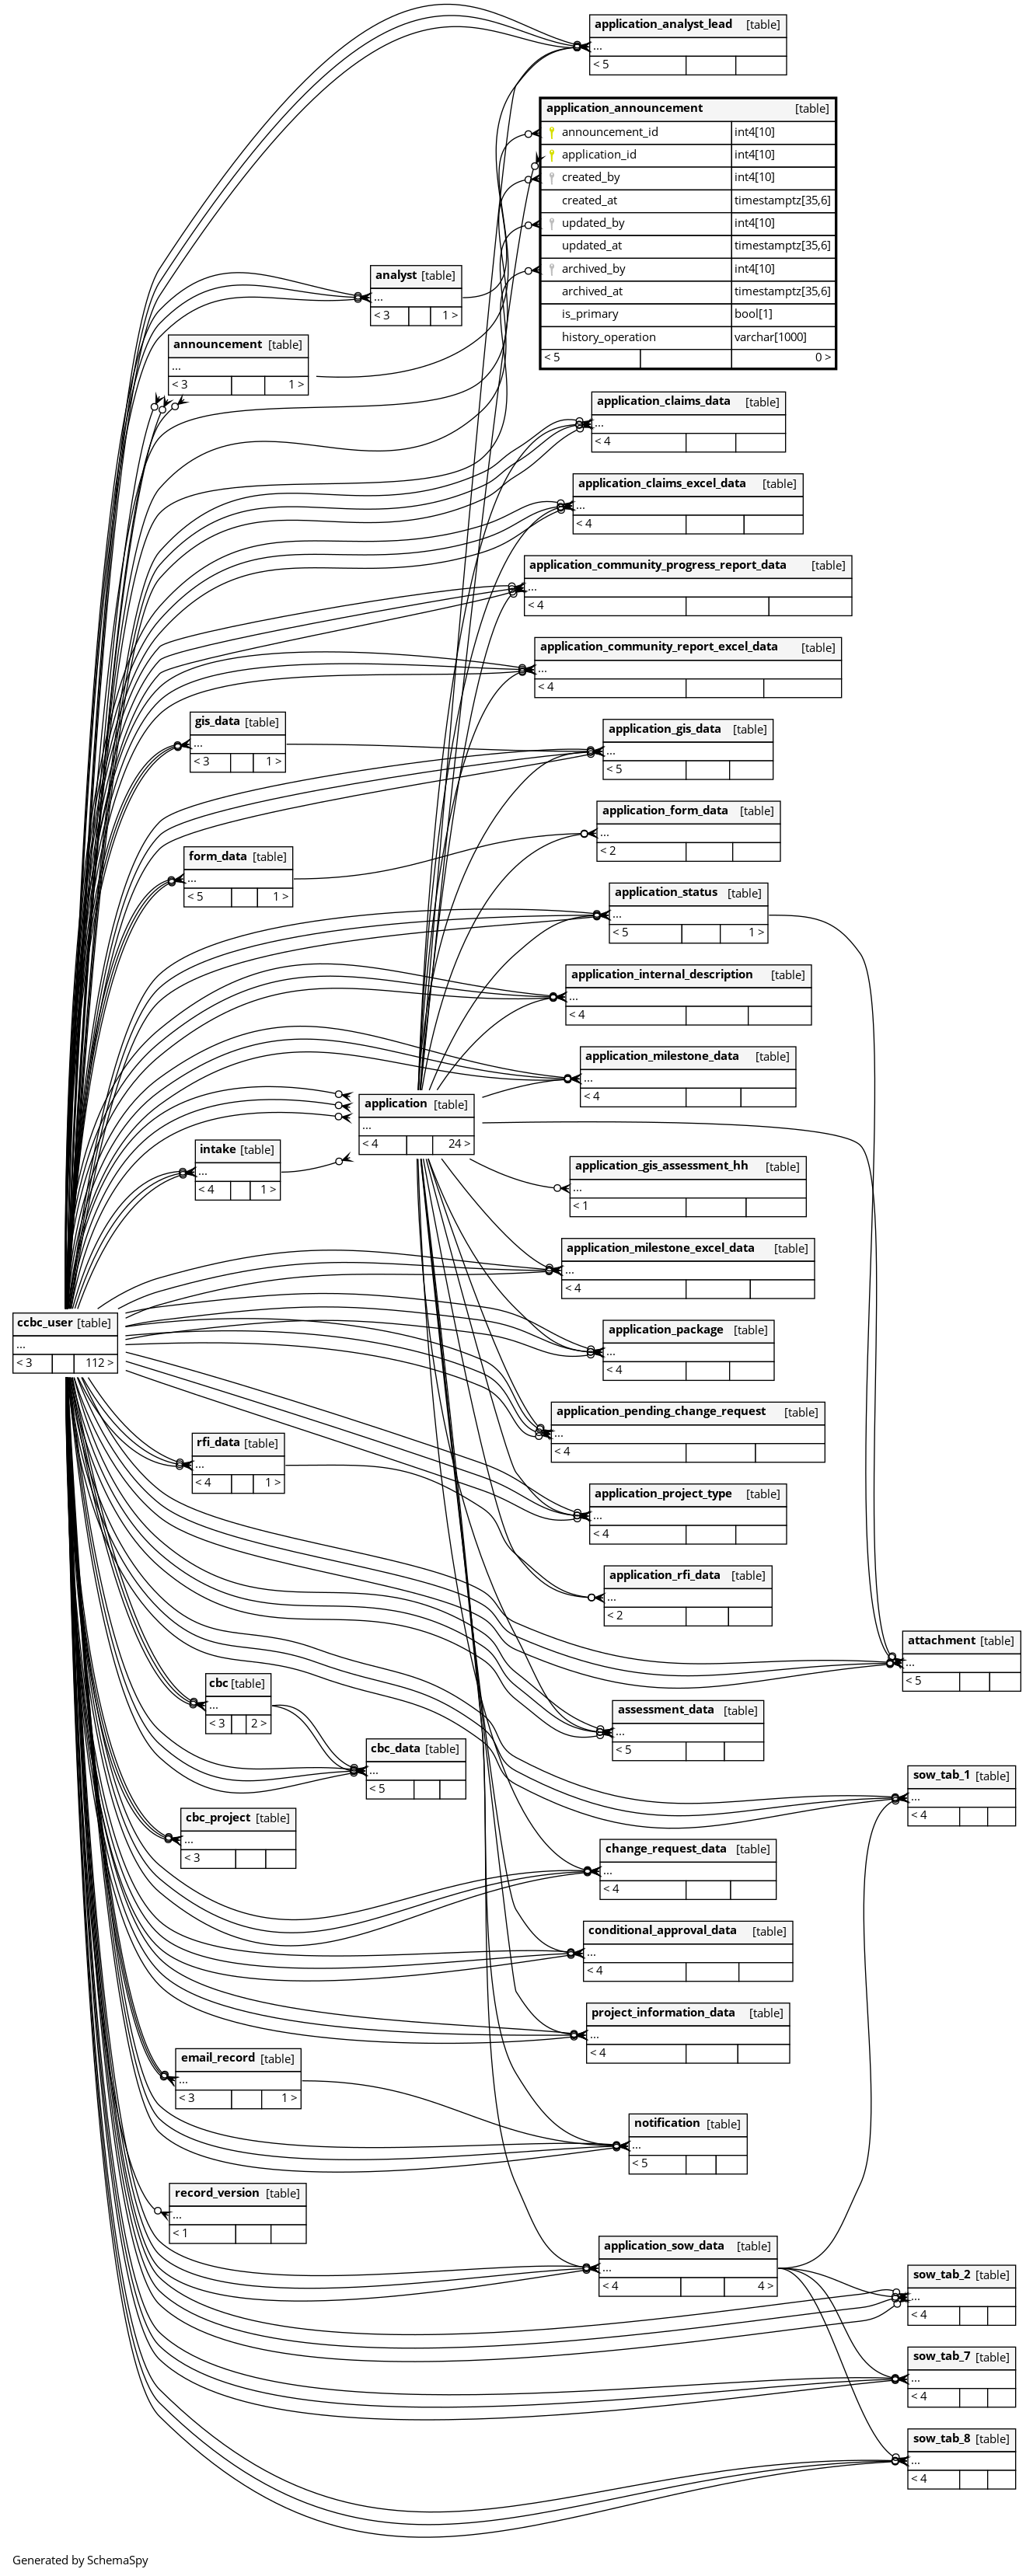 application_analyst_lead [table]
...
< 5
application_announcement [table]
announcement_id int4[10]
application_id int4[10]
created_by int4[10]
created_at timestamptz[35,6]
updated_by int4[10]
updated_at timestamptz[35,6]
archived_by int4[10]
archived_at timestamptz[35,6]
is_primary bool[1]
history_operation varchar[1000]
< 5 0 >
analyst [table]
...
< 3 1 >
announcement [table]
...
< 3 1 >
application_claims_data [table]
...
< 4
application_claims_excel_data [table]
...
< 4
application_community_progress_report_data [table]
...
< 4
application_community_report_excel_data [table]
...
< 4
gis_data [table]
...
< 3 1 >
application_gis_data [table]
...
< 5
application_form_data [table]
...
< 2
form_data [table]
...
< 5 1 >
application_status [table]
...
< 5 1 >
application_internal_description [table]
...
< 4
application_milestone_data [table]
...
< 4
application [table]
...
< 4 24 >
intake [table]
...
< 4 1 >
application_gis_assessment_hh [table]
...
< 1
application_milestone_excel_data [table]
...
< 4
ccbc_user [table]
...
< 3 112 >
application_package [table]
...
< 4
application_pending_change_request [table]
...
< 4
rfi_data [table]
...
< 4 1 >
application_project_type [table]
...
< 4
application_rfi_data [table]
...
< 2
attachment [table]
...
< 5
cbc [table]
...
< 3 2 >
assessment_data [table]
...
< 5
cbc_data [table]
...
< 5
sow_tab_1 [table]
...
< 4
cbc_project [table]
...
< 3
change_request_data [table]
...
< 4
conditional_approval_data [table]
...
< 4
project_information_data [table]
...
< 4
email_record [table]
...
< 3 1 >
notification [table]
...
< 5
record_version [table]
...
< 1
application_sow_data [table]
...
< 4 4 >
sow_tab_2 [table]
...
< 4
sow_tab_7 [table]
...
< 4
sow_tab_8 [table]
...
< 4
Generated by SchemaSpy